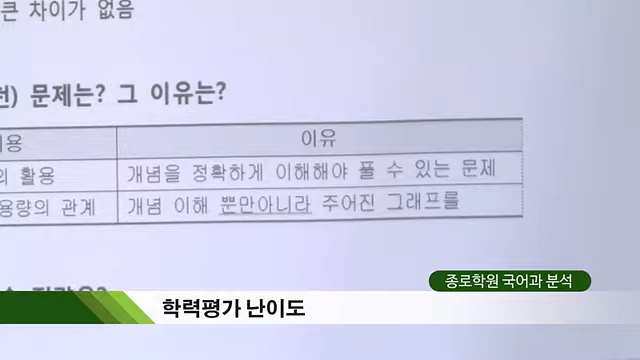 큰 차이가 없음
문제는? 그 이유는?
이유
활용
개념을 정확하게 이해해야 풀 수 있는 문제
용량의 관계
개념 이해 뿐만아니라 주어진 그래프를
종로학원 국어과 분석
학력평가 난이도